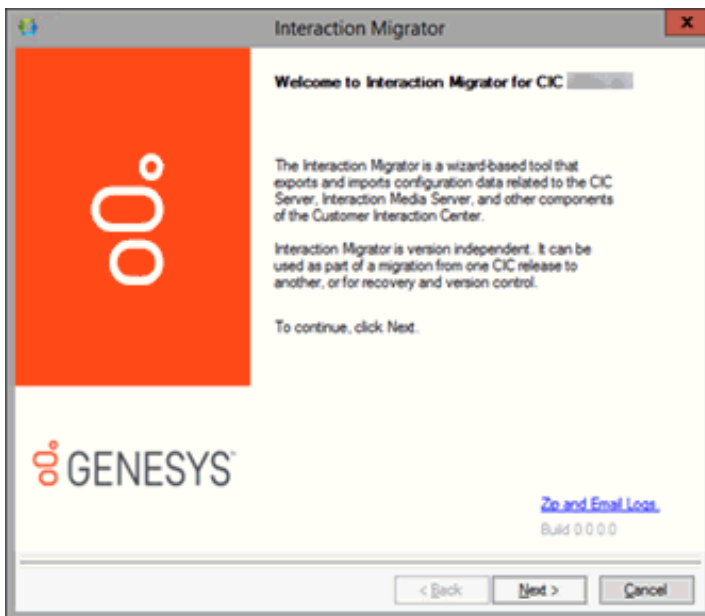 Interaction Migrator
x
Welcome to Interaction Migrator for CIC
The Interaction Migrator is a wizard-based tool that
exports and imports configuration data related to the CIC
Server, Interaction Media Server, and other components
of the Customer Interaction Center.
Interaction Migrator is version independent. It can be
used as part of a migration from one CIC release to
another, or for recovery and version control.
To continue, click Next.
GENESYS™
Zip and Email Logs.
Build 0.0.0.0
< Back
Next >
Cancel